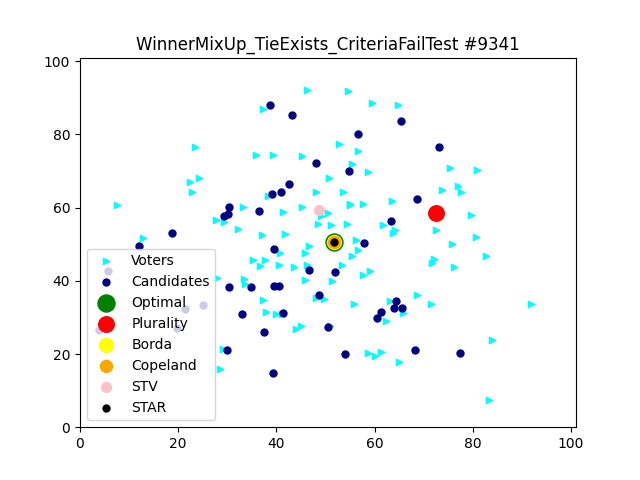 WinnerMixUp_TieExists_CriteriaFailTest #9341
100
80
60
40
20
0
0 20 40 60 80 100
Voters
Candidates
Optimal
Plurality
Borda
Copeland
STV
STAR